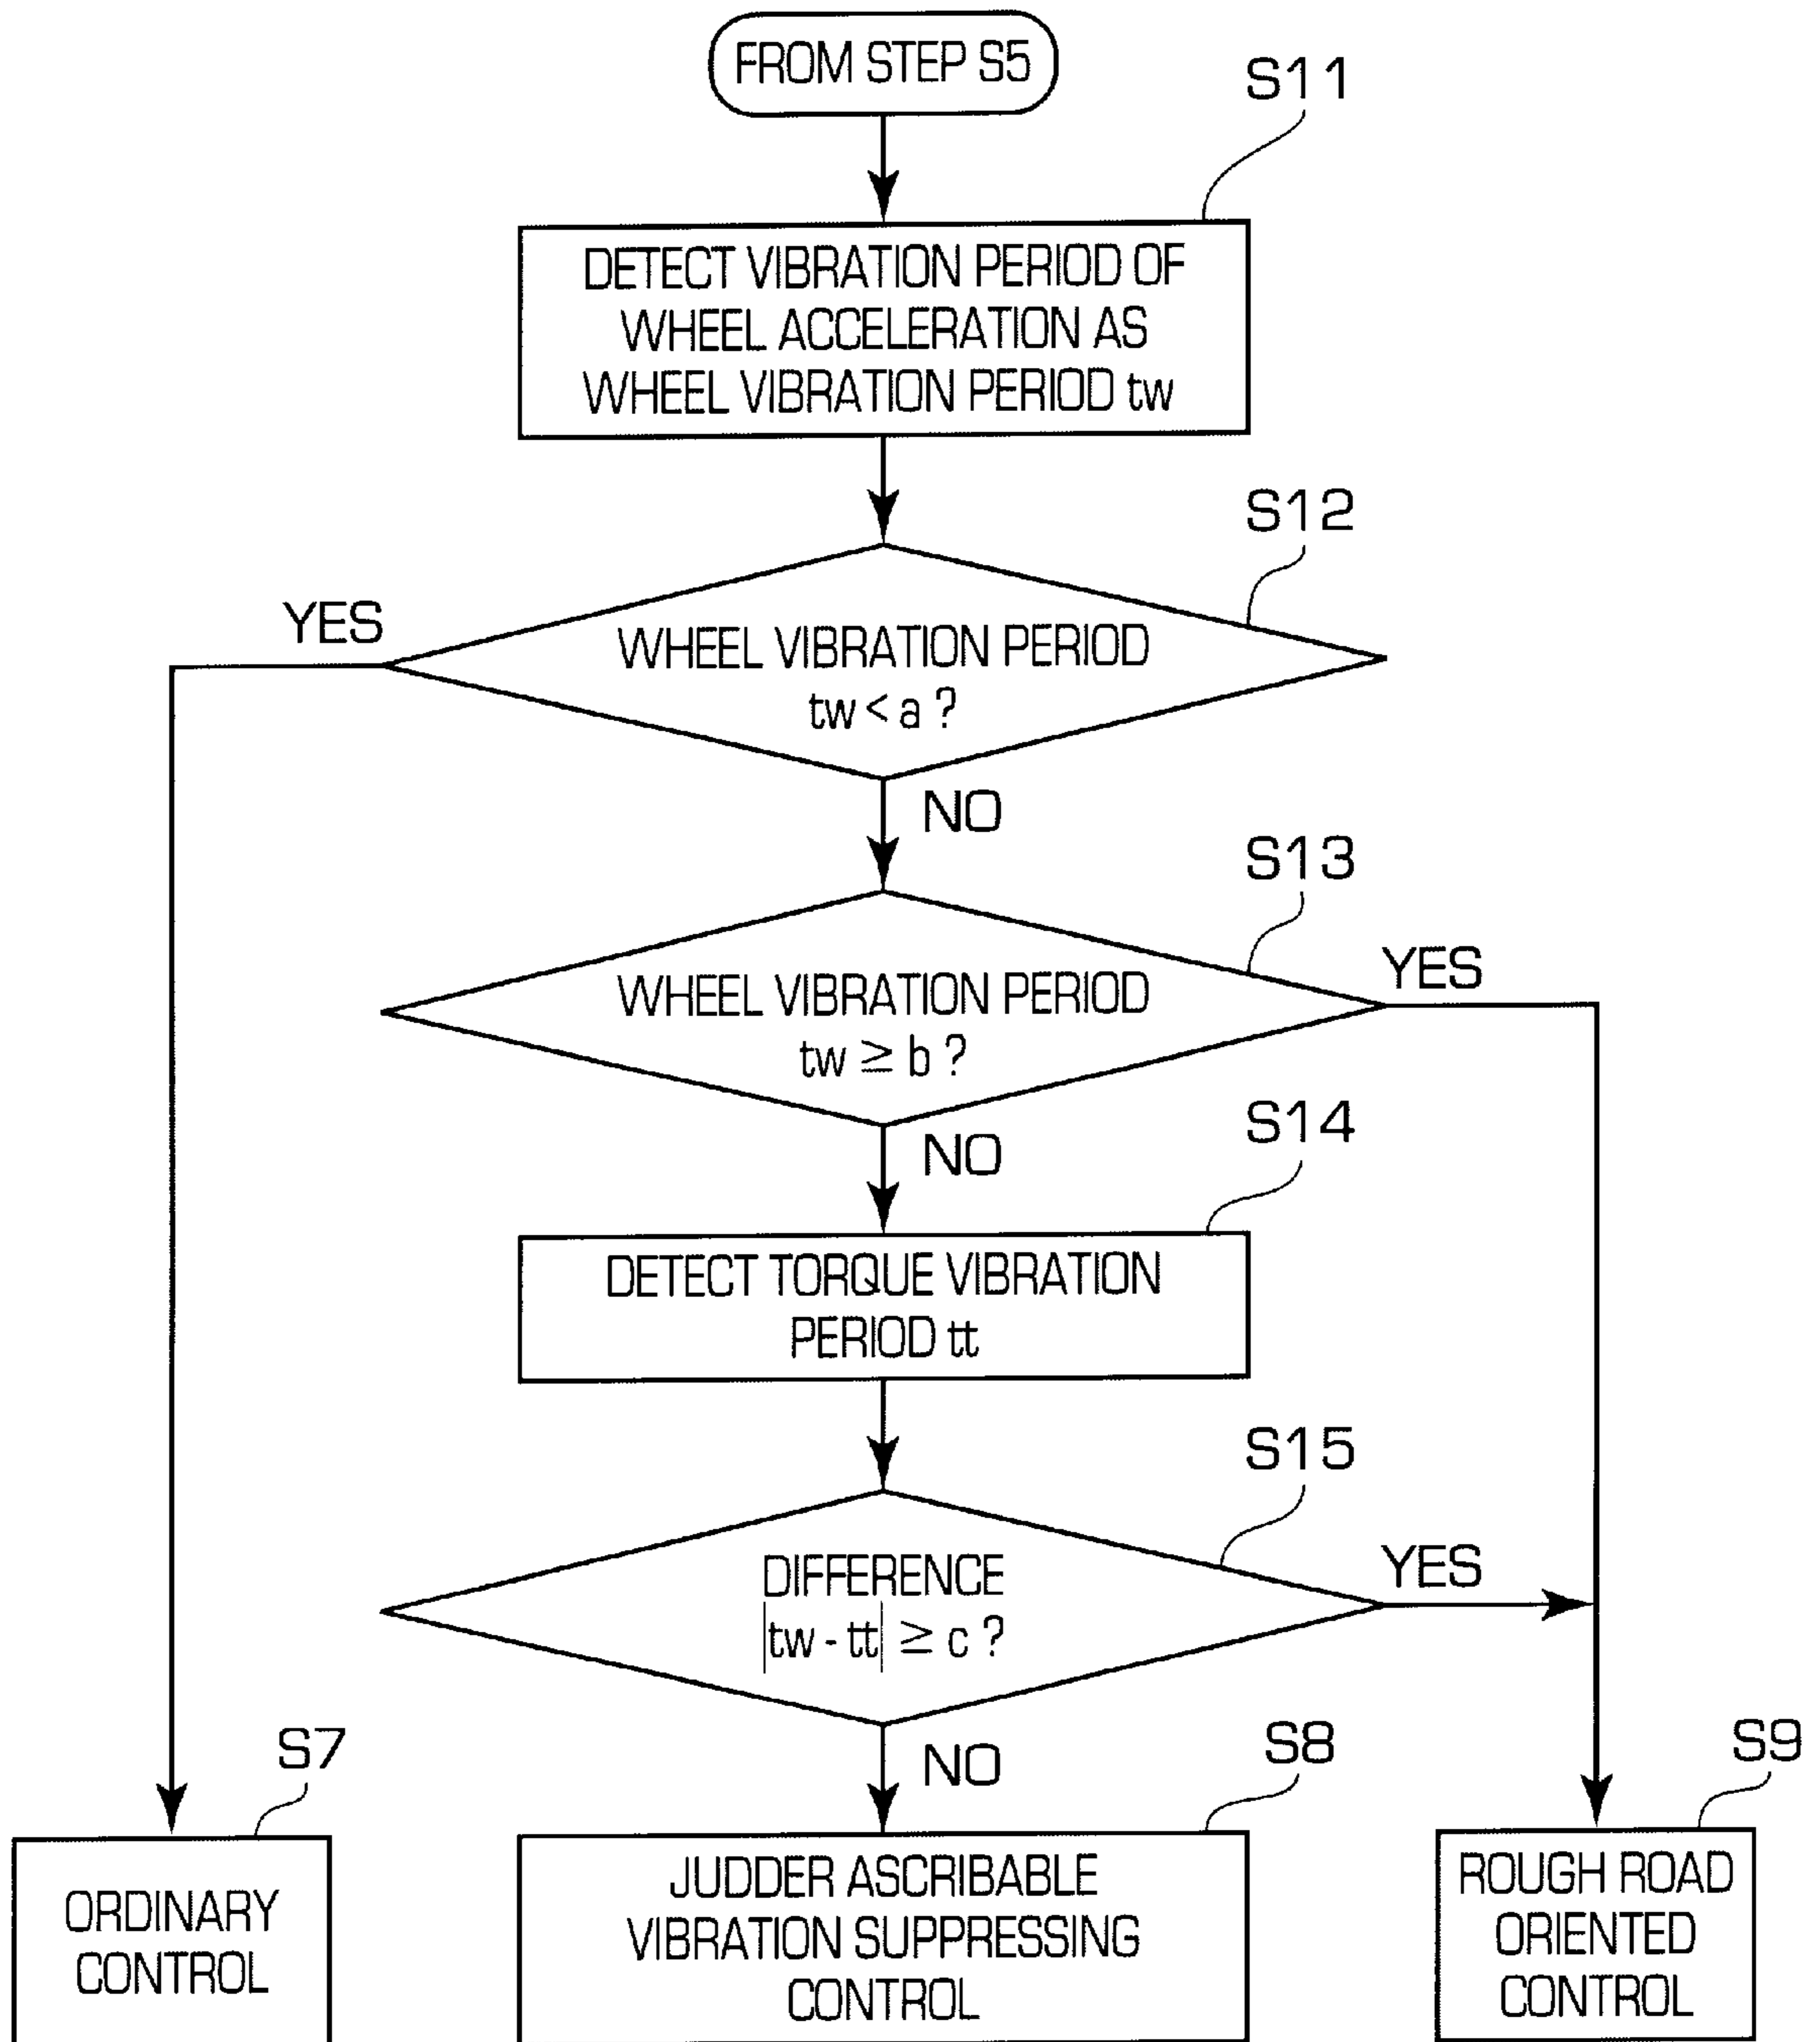 FROM STEP S5
S11
DETECT VIBRATION PERIOD OF
WHEEL ACCELERATION AS
WHEEL VIBRATION PERIOD tw
S12
YES
WHEEL VIBRATION PERIOD
tw < a ?
NO
S13
YES
WHEEL VIBRATION PERIOD
tw ≥ b ?
NO
S14
DETECT TORQUE VIBRATION
PERIOD tt
S15
YES
DIFFERENCE
|tw - tt| ≥ c ?
NO
S7
ORDINARY
CONTROL
S8
JUDDER ASCRIBABLE
VIBRATION SUPPRESSING
CONTROL
S9
ROUGH ROAD
ORIENTED
CONTROL